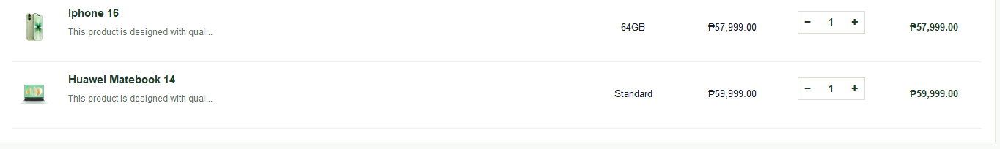 Iphone 16
This product is designed with qual...
64GB
₱57,999.00
− 1 +
₱57,999.00
Huawei Matebook 14
This product is designed with qual...
Standard
₱59,999.00
− 1 +
₱59,999.00